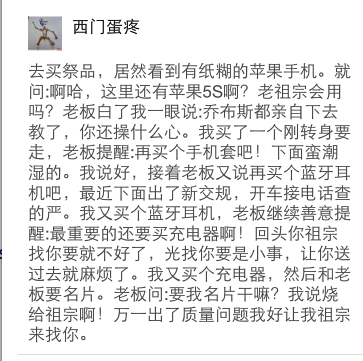 西门蛋疼
去买祭品，居然看到有纸糊的苹果手机。就
问:啊哈，这里还有苹果5S啊？老祖宗会用
吗？老板白了我一眼说:乔布斯都亲自下去
教了，你还操什么心。我买了一个刚转身要
走，老板提醒:再买个手机套吧！下面蛮潮
湿的。我说好，接着老板又说再买个蓝牙耳
机吧，最近下面出了新交规，开车接电话查
的严。我又买个蓝牙耳机，老板继续善意提
醒:最重要的还要买充电器啊！回头你祖宗
找你要就不好了，光找你要是小事，让你送
过去就麻烦了。我又买个充电器，然后和老
板要名片。老板问:要我名片干嘛？我说烧
给祖宗啊！万一出了质量问题我好让我祖宗
来找你。